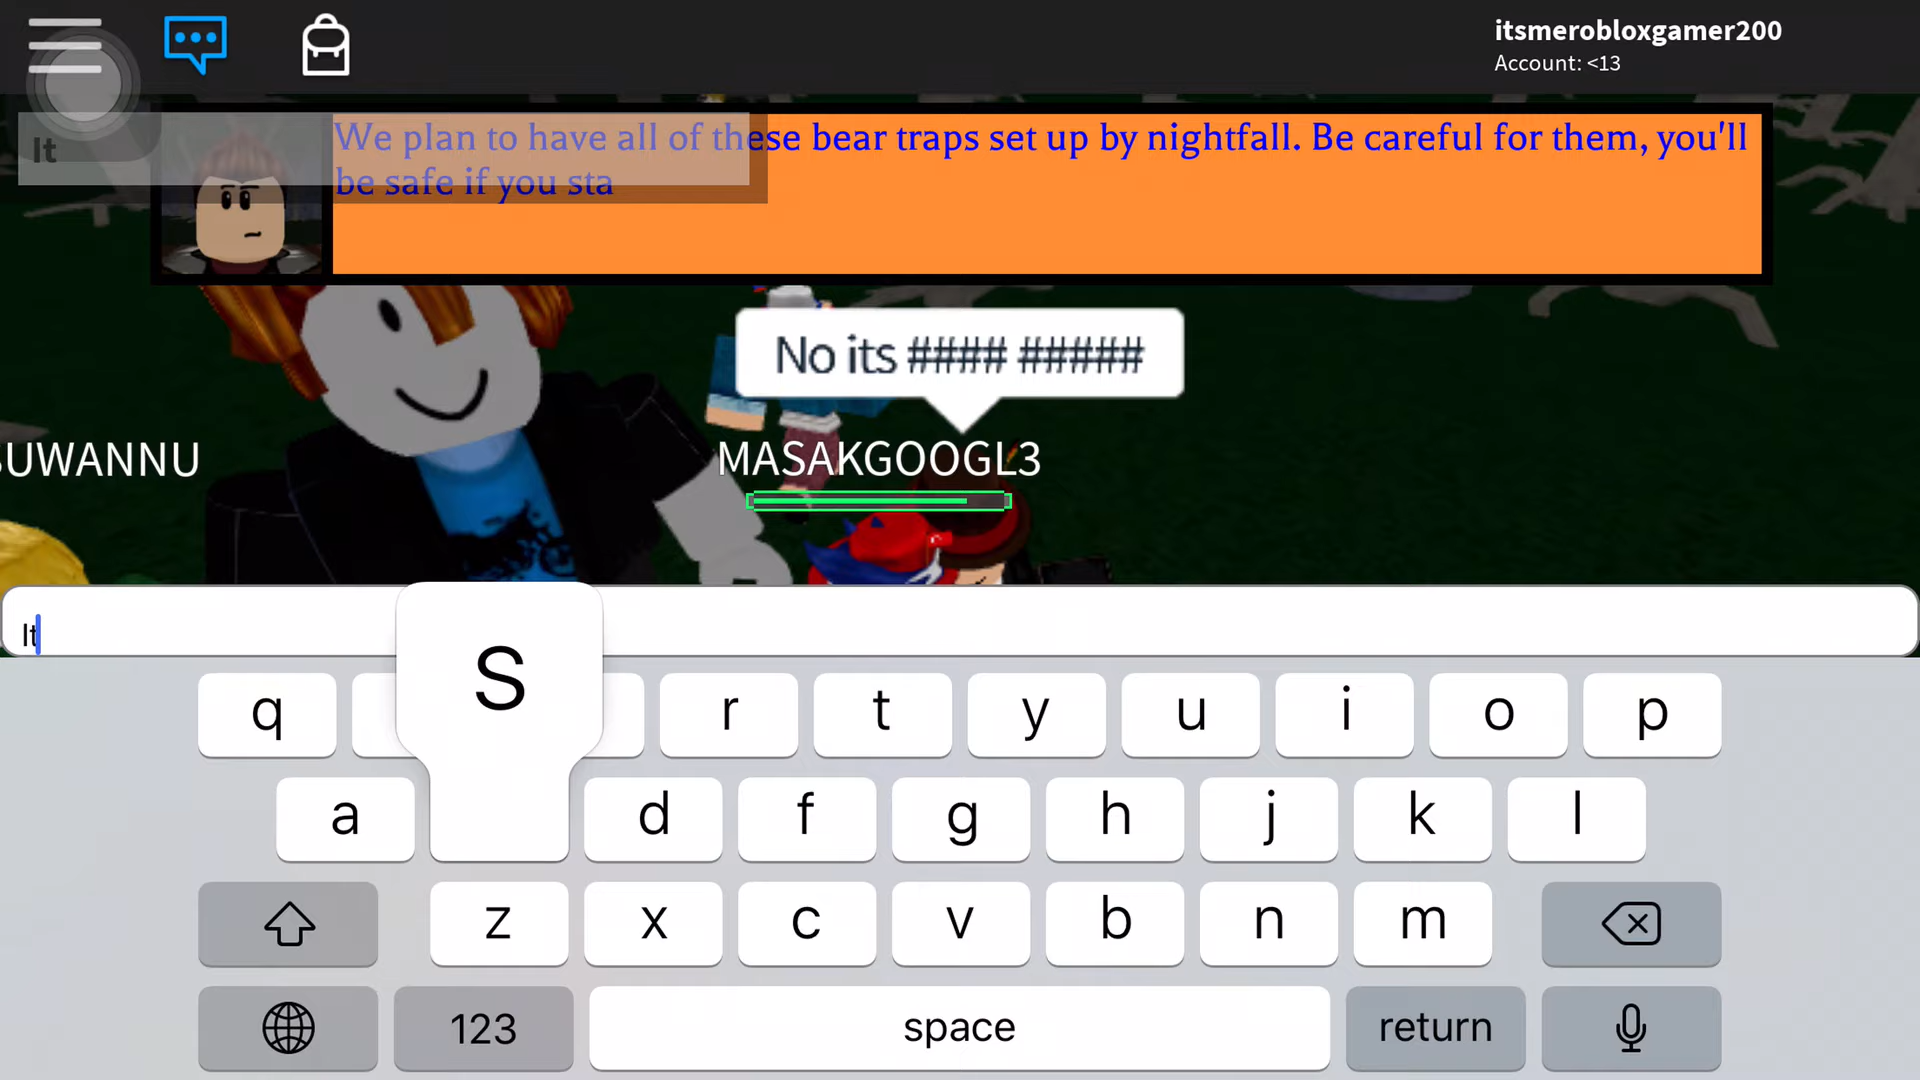 itsmerobloxgamer200
Account: <13
It
We plan to have all of these bear traps set up by nightfall. Be careful for them, you'll
be safe if you sta
No its #### #####
SUWANNU
MASAKGOOGL3
It
S
q r t y u i o p
a d f g h j k l
z x c v b n m
123 space return